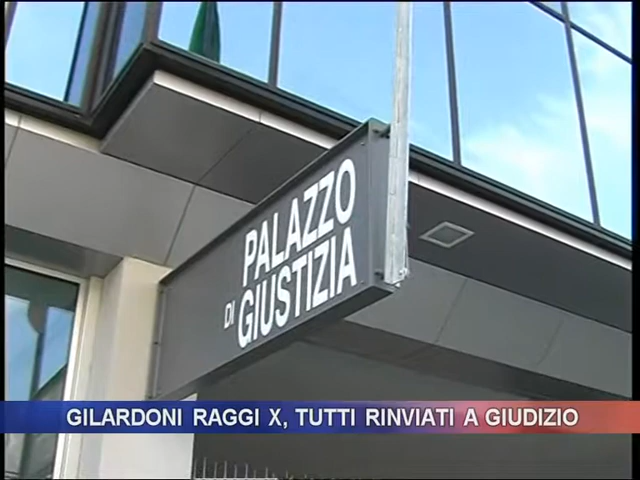 PALAZZO
DI GIUSTIZIA
GILARDONI RAGGI X, TUTTI RINVIATI A GIUDIZIO